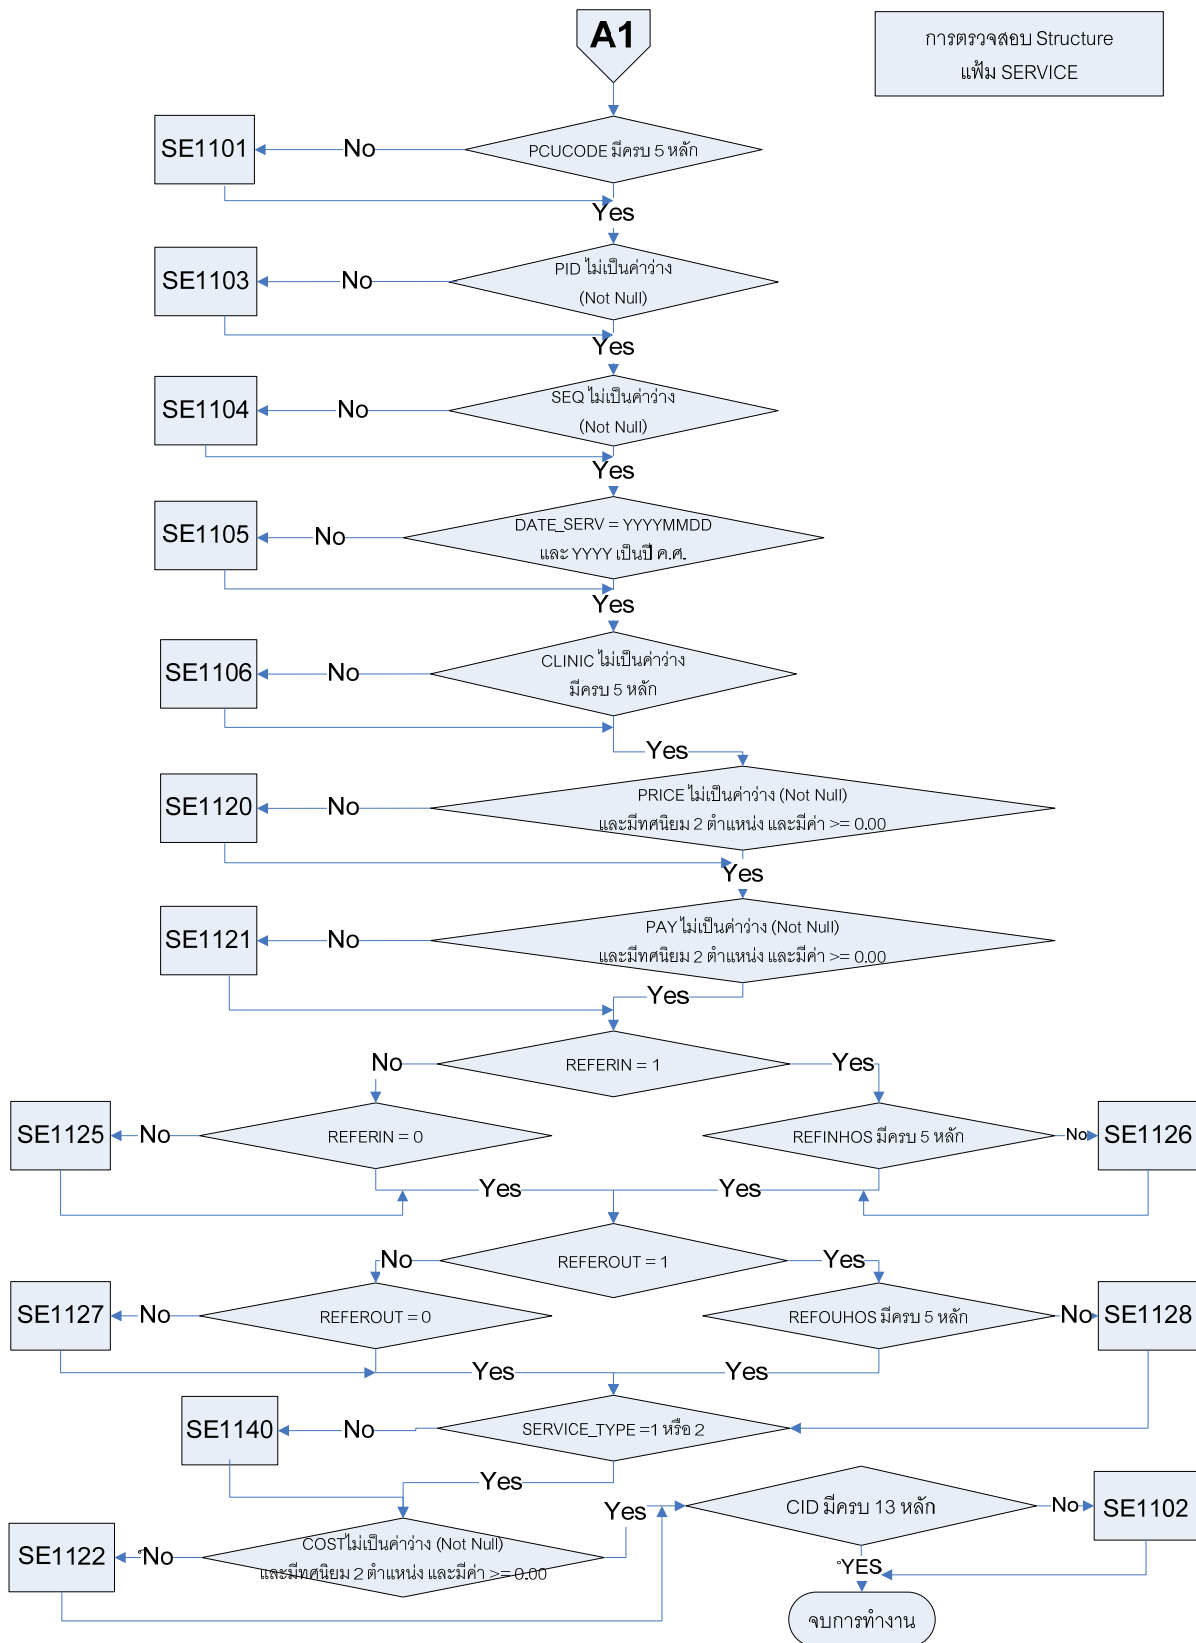 A1
การตรวจสอบ Structure
แฟ้ม SERVICE
PCUCODE มีครบ 5 หลัก
No
SE1101
Yes
PID ไม่เป็นค่าว่าง
(Not Null)
No
SE1103
Yes
SEQ ไม่เป็นค่าว่าง
(Not Null)
No
SE1104
Yes
DATE_SERV = YYYYMMDD
และ YYYY เป็นปี ค.ศ.
No
SE1105
Yes
CLINIC ไม่เป็นค่าว่าง
มีครบ 5 หลัก
No
SE1106
Yes
PRICE ไม่เป็นค่าว่าง (Not Null)
และมีทศนิยม 2 ตำแหน่ง และมีค่า >= 0.00
No
SE1120
Yes
PAY ไม่เป็นค่าว่าง (Not Null)
และมีทศนิยม 2 ตำแหน่ง และมีค่า >= 0.00
No
SE1121
Yes
REFERIN = 1
No
Yes
SE1125
No
REFERIN = 0
REFINHOS มีครบ 5 หลัก
No
SE1126
Yes
Yes
REFEROUT = 1
No
Yes
SE1127
No
REFEROUT = 0
REFOUHOS มีครบ 5 หลัก
No
SE1128
Yes
Yes
SERVICE_TYPE =1 หรือ 2
No
SE1140
Yes
COSTไม่เป็นค่าว่าง (Not Null)
และมีทศนิยม 2 ตำแหน่ง และมีค่า >= 0.00
ํNo
SE1122
Yes
CID มีครบ 13 หลัก
No
SE1102
ํYES
จบการทำงาน